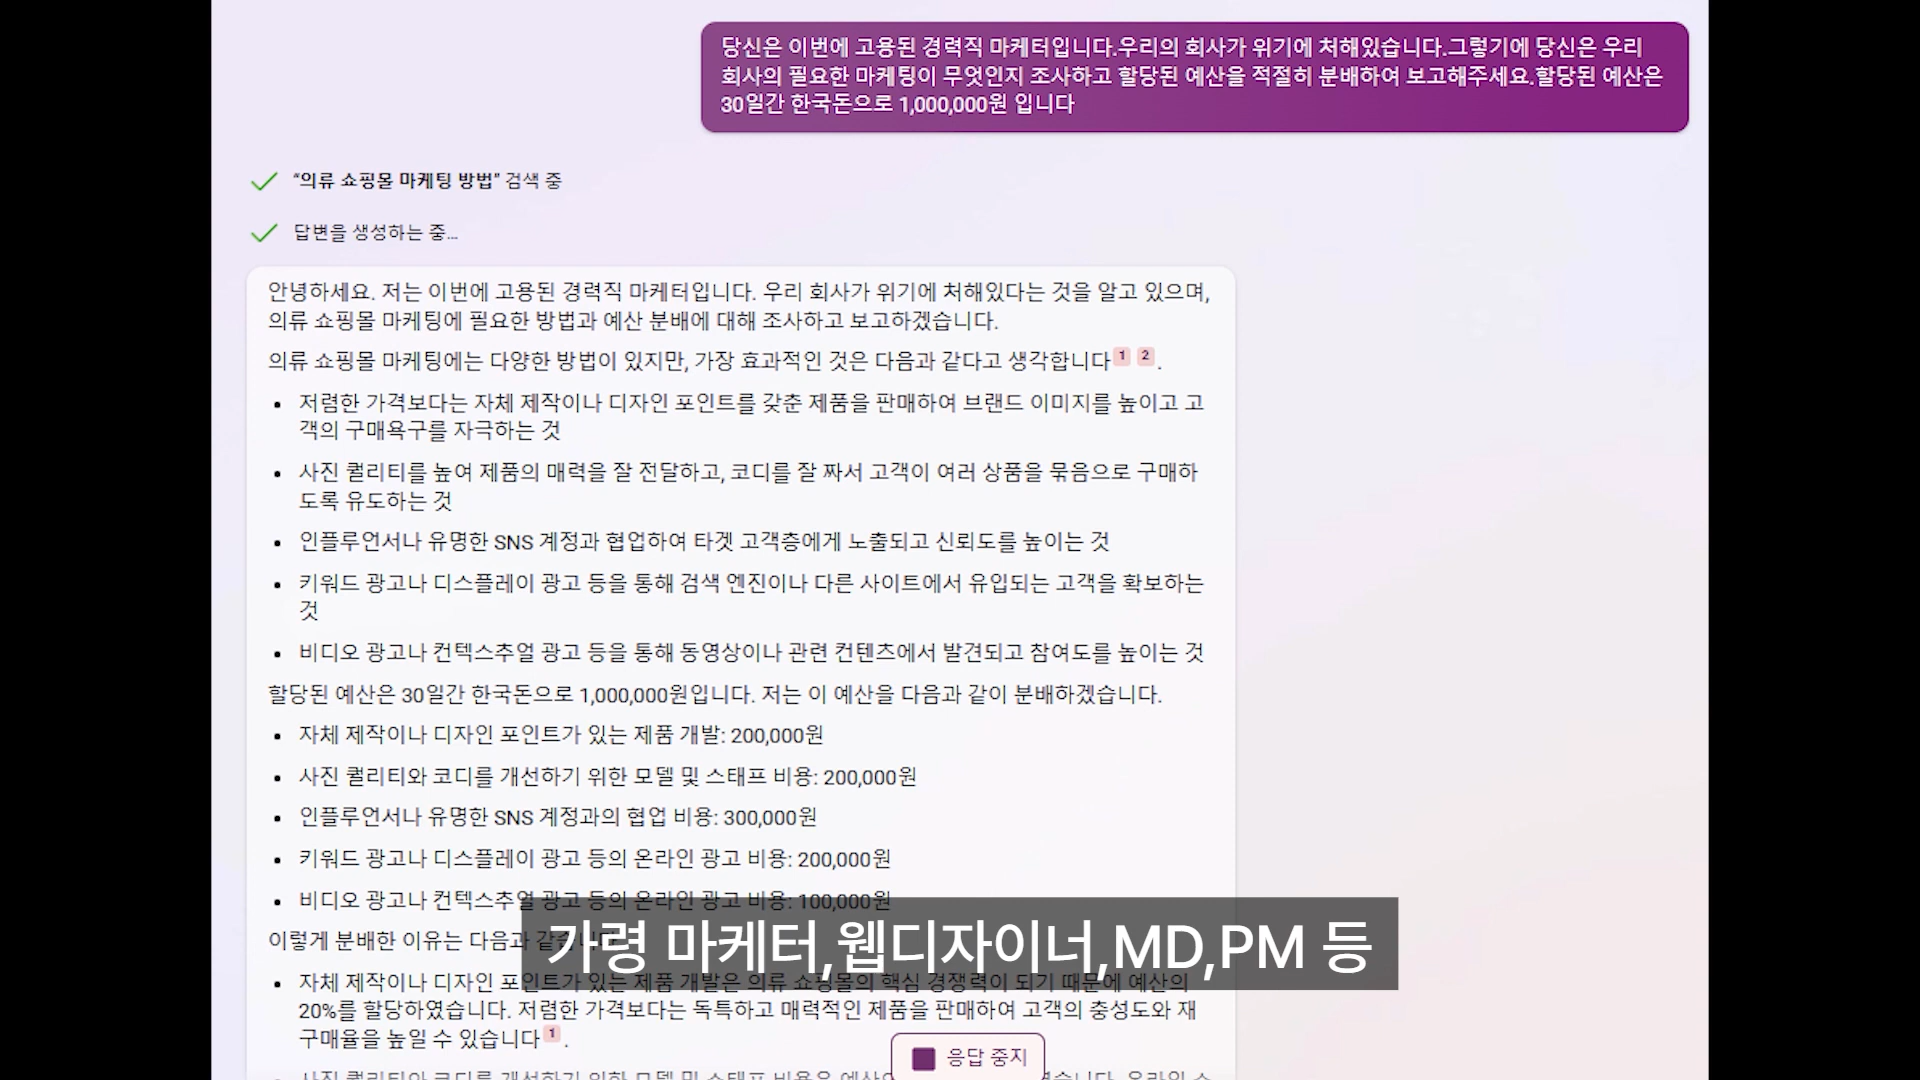 당신은 이번에 고용된 경력직 마케터입니다.우리의 회사가 위기에 처해있습니다.그렇기에 당신은 우리
회사의 필요한 마케팅이 무엇인지 조사하고 할당된 예산을 적절히 분배하여 보고해주세요.할당된 예산은
30일간 한국돈으로 1,000,000원 입니다
“의류 쇼핑몰 마케팅 방법” 검색 중
답변을 생성하는 중...
안녕하세요. 저는 이번에 고용된 경력직 마케터입니다. 우리 회사가 위기에 처해있다는 것을 알고 있으며,
의류 쇼핑몰 마케팅에 필요한 방법과 예산 분배에 대해 조사하고 보고하겠습니다.
의류 쇼핑몰 마케팅에는 다양한 방법이 있지만, 가장 효과적인 것은 다음과 같다고 생각합니다 1 2 .
• 저렴한 가격보다는 자체 제작이나 디자인 포인트를 갖춘 제품을 판매하여 브랜드 이미지를 높이고 고
객의 구매욕구를 자극하는 것
• 사진 퀄리티를 높여 제품의 매력을 잘 전달하고, 코디를 잘 짜서 고객이 여러 상품을 묶음으로 구매하
도록 유도하는 것
• 인플루언서나 유명한 SNS 계정과 협업하여 타겟 고객층에게 노출되고 신뢰도를 높이는 것
• 키워드 광고나 디스플레이 광고 등을 통해 검색 엔진이나 다른 사이트에서 유입되는 고객을 확보하는
것
• 비디오 광고나 컨텍스추얼 광고 등을 통해 동영상이나 관련 컨텐츠에서 발견되고 참여도를 높이는 것
할당된 예산은 30일간 한국돈으로 1,000,000원입니다. 저는 이 예산을 다음과 같이 분배하겠습니다.
• 자체 제작이나 디자인 포인트가 있는 제품 개발: 200,000원
• 사진 퀄리티와 코디를 개선하기 위한 모델 및 스태프 비용: 200,000원
• 인플루언서나 유명한 SNS 계정과의 협업 비용: 300,000원
• 키워드 광고나 디스플레이 광고 등의 온라인 광고 비용: 200,000원
• 비디오 광고나 컨텍스추얼 광고 등의 온라인 광고 비용: 100,000원
이렇게 분배한 이유는 다음과 같습니다
가령 마케터,웹디자이너,MD,PM 등
• 자체 제작이나 디자인 포인트가 있는 제품 개발은 의류 쇼핑몰의 핵심 경쟁력이 되기 때문에 예산의
20%를 할당하였습니다. 저렴한 가격보다는 독특하고 매력적인 제품을 판매하여 고객의 충성도와 재
구매율을 높일 수 있습니다 1 .
응답 중지